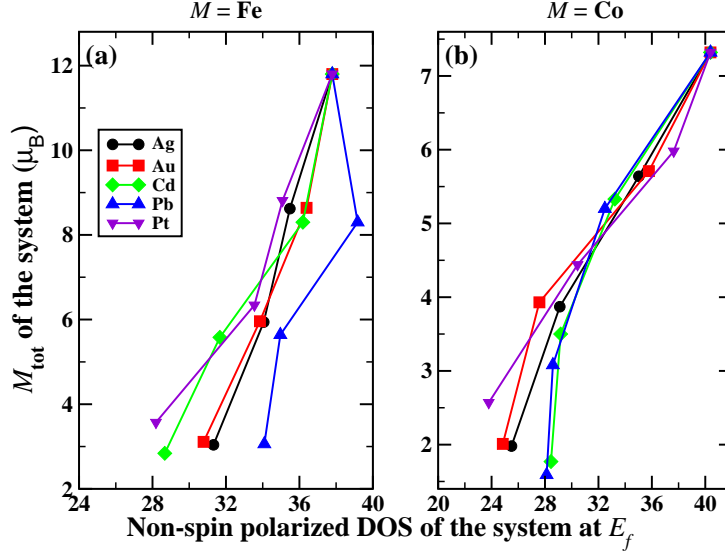 M = Fe
M = Co
(a)
(b)
M_tot of the system (μ_B)
12
10
8
6
4
2
Ag
Au
Cd
Pb
Pt
7
6
5
4
3
2
24 28 32 36 40
20 24 28 32 36 40
Non-spin polarized DOS of the system at E_f